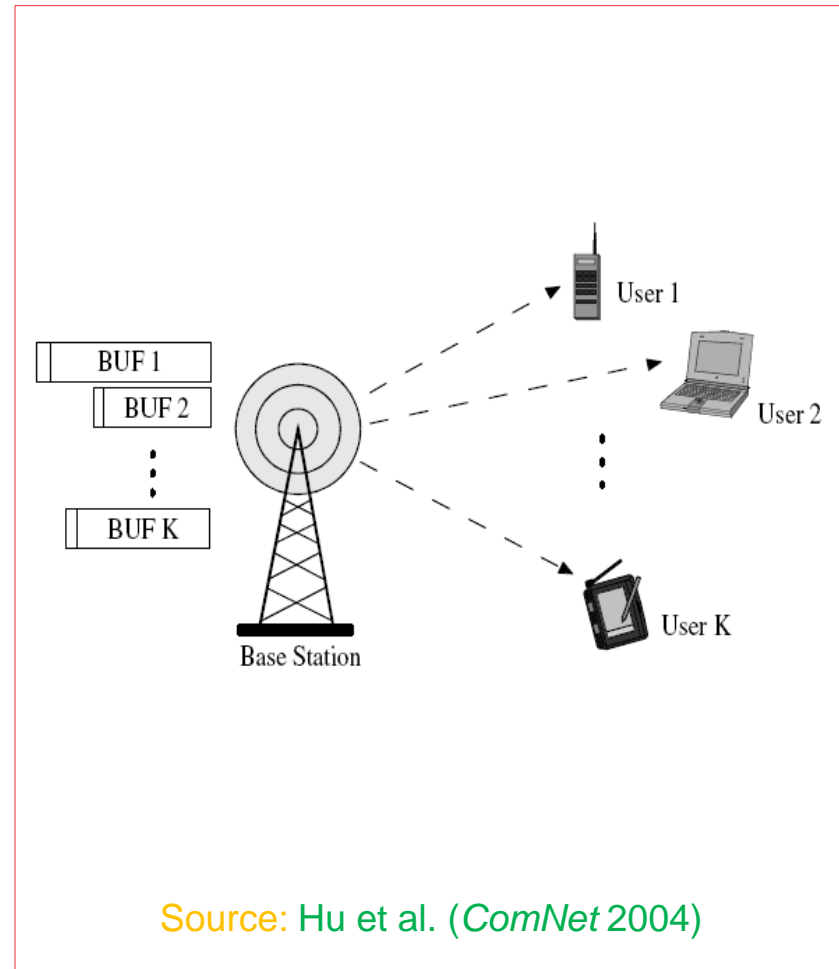 BUF 1
BUF 2
BUF K
Base Station
User 1
User 2
User K
Source: Hu et al. (ComNet 2004)